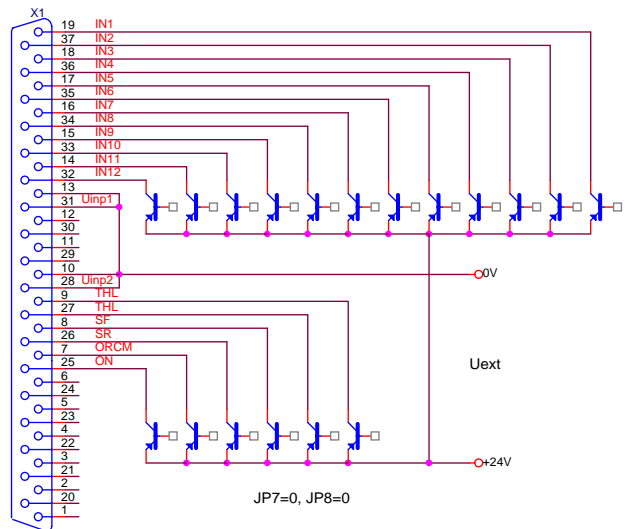 X1
19 IN1
37 IN2
18 IN3
36 IN4
17 IN5
35 IN6
16 IN7
34 IN8
15 IN9
33 IN10
14 IN11
32 IN12
13
31 Uinp1
12
30
11
29
10 0V
28 Uinp2
9 THL
27 THL
8 SF
26 SR
7 ORCM
25 ON
Uext
6
24
5
23
4
22
3 +24V
21
2
20
1
JP7=0, JP8=0